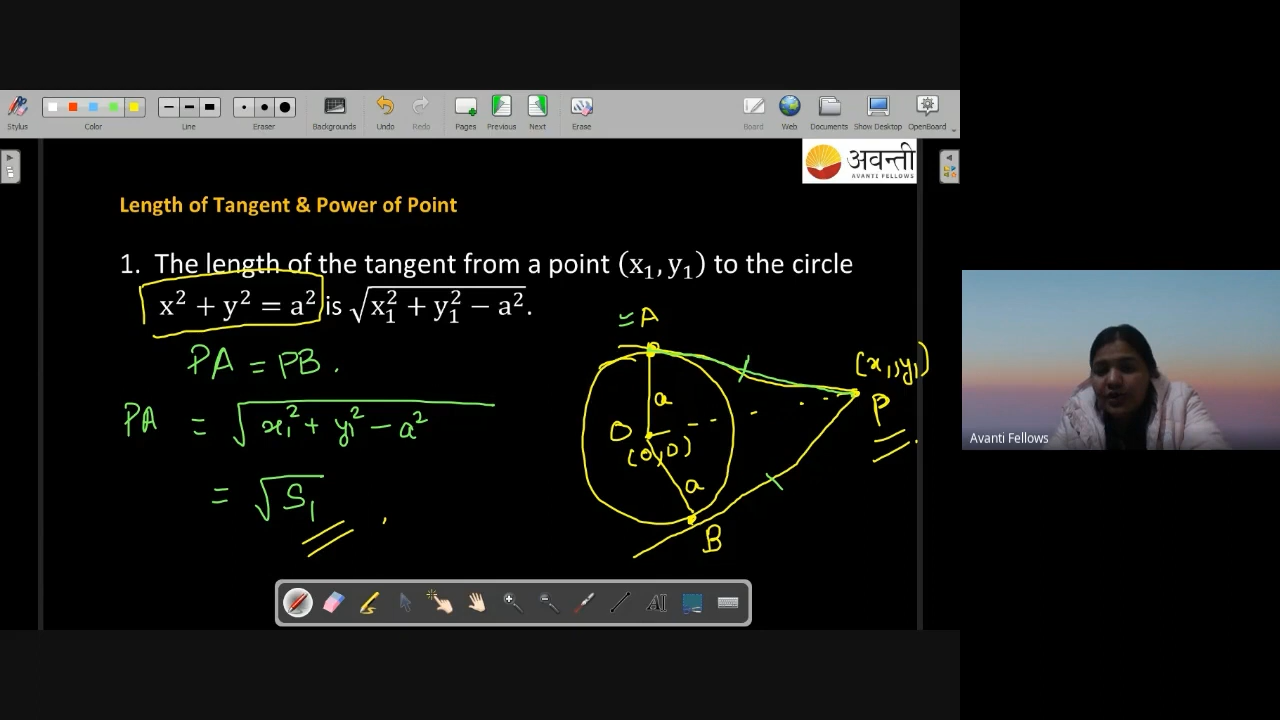 Stylus
Color
Line
Eraser
Backgrounds
Undo
Redo
Pages
Previous
Next
Erase
Board
Web
Documents
Show Desktop
OpenBoard
अवन्ती
AVANTI FELLOWS
Length of Tangent & Power of Point
1. The length of the tangent from a point (x₁, y₁) to the circle
x² + y² = a² is √(x₁² + y₁² − a²).
PA = PB.
PA = √(x₁² + y₁² − a²)
= √S₁
A
(x₁, y₁)
P
a
O
(0,0)
a
B
AI
Avanti Fellows